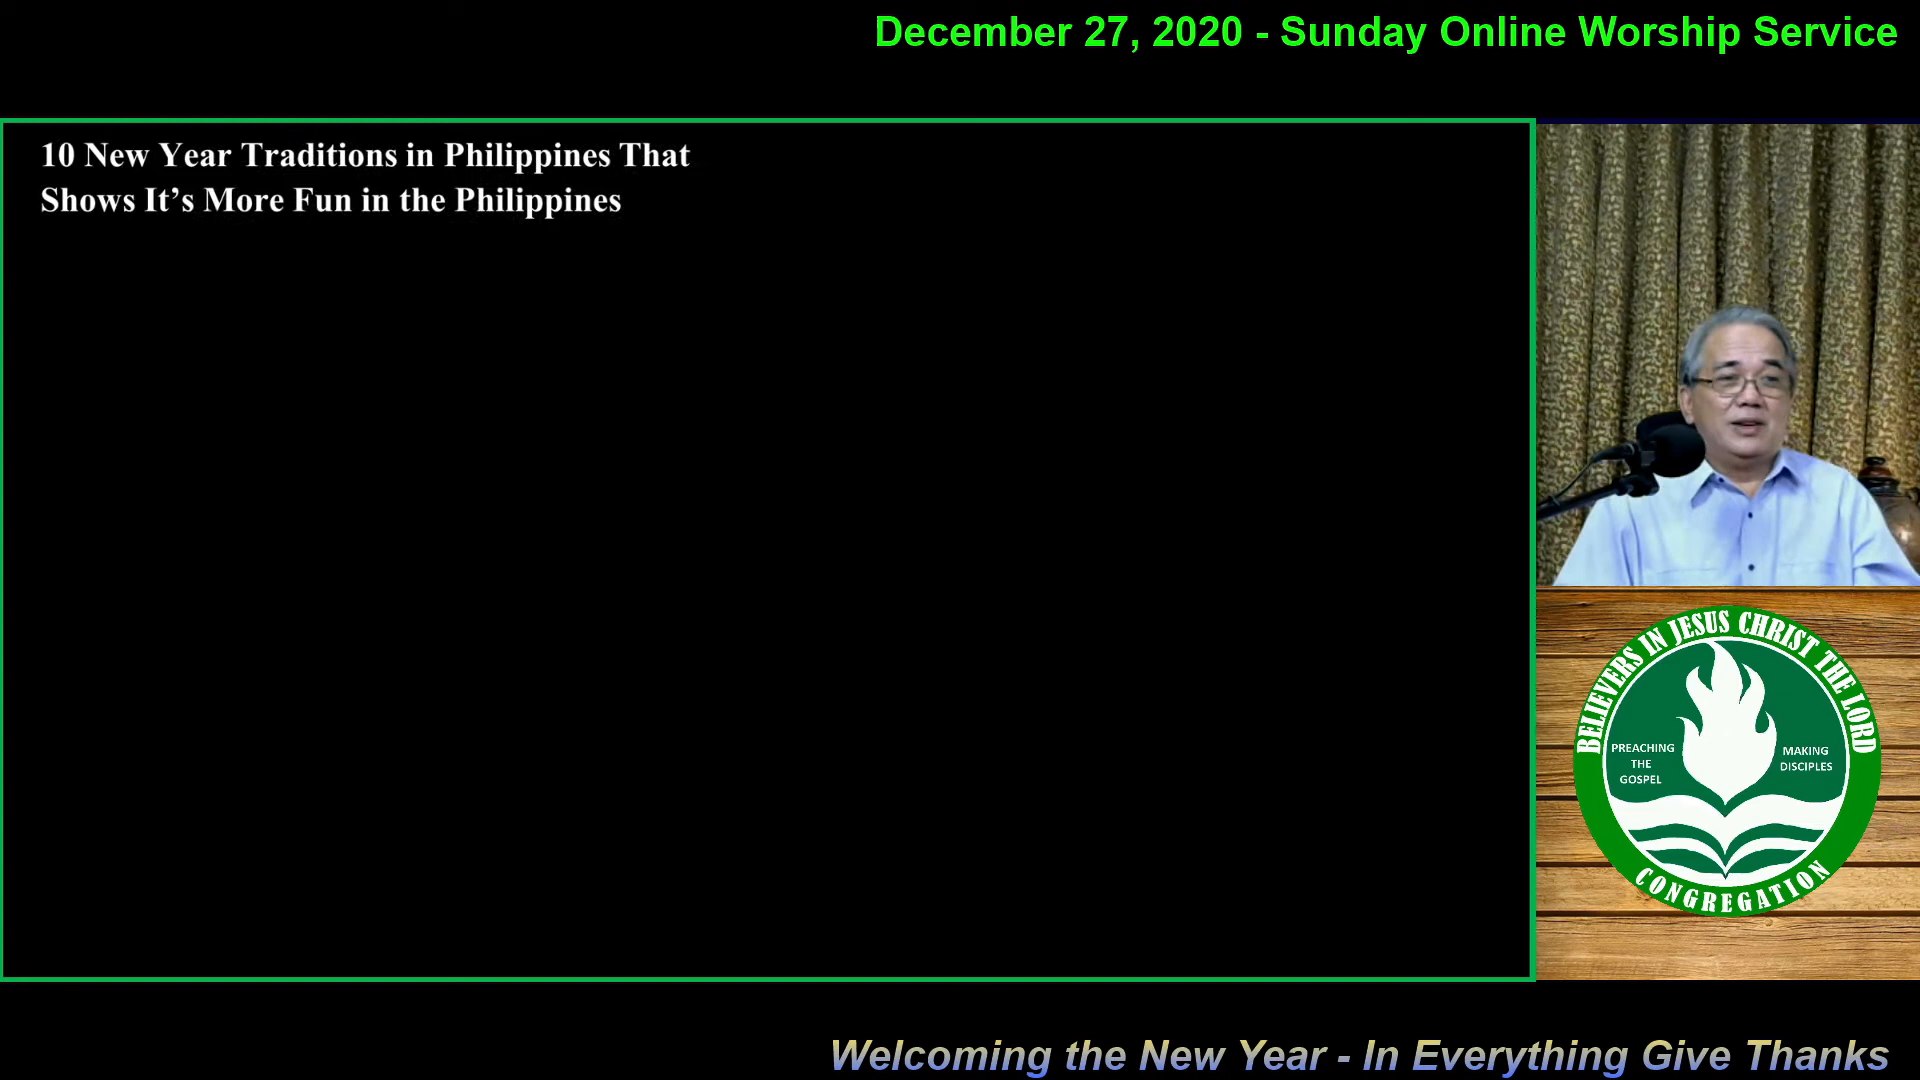 December 27, 2020 - Sunday Online Worship Service
10 New Year Traditions in Philippines That
Shows It’s More Fun in the Philippines
BELIEVERS IN JESUS CHRIST THE LORD
PREACHING
THE
GOSPEL
MAKING
DISCIPLES
CONGREGATION
Welcoming the New Year - In Everything Give Thanks